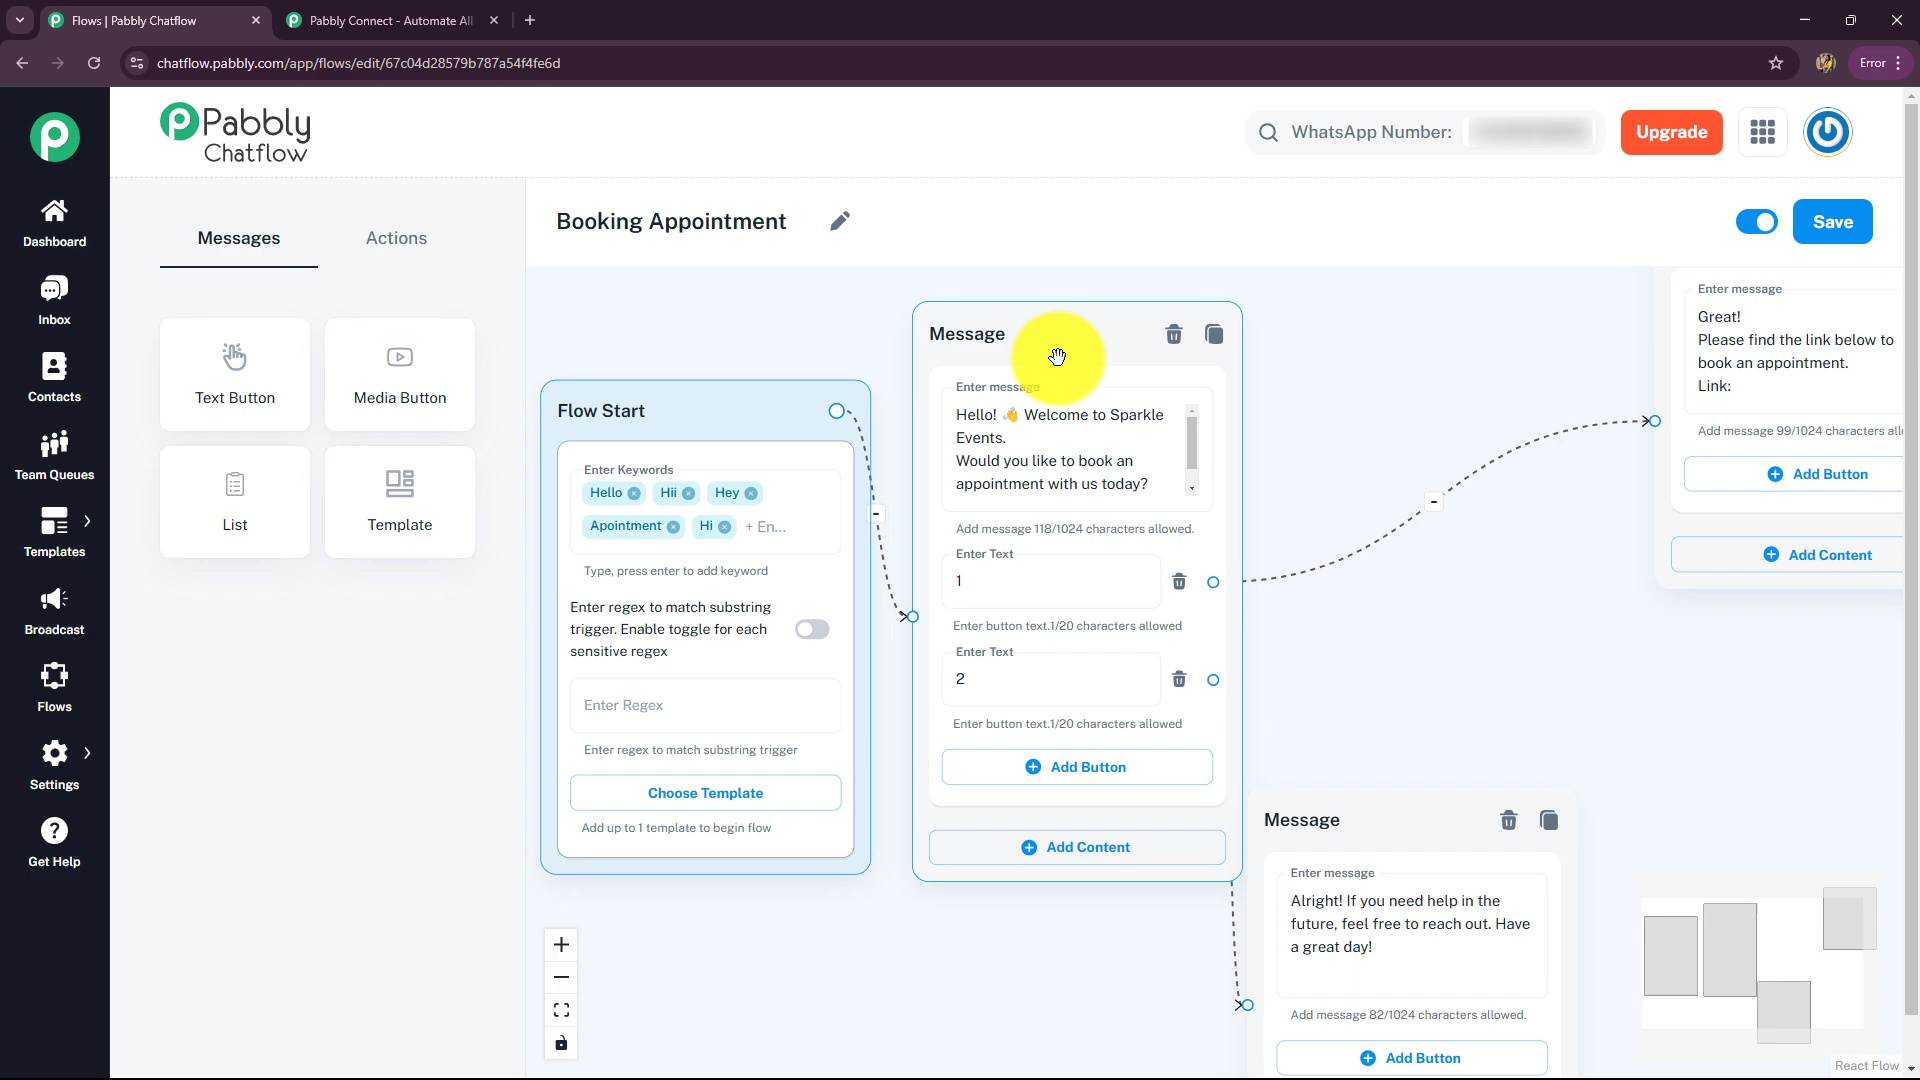 Flows | Pabbly Chatflow
Pabbly Connect - Automate All
chatflow.pabbly.com/app/flows/edit/67c04d28579b787a54f4fe6d
Error
Pabbly
Chatflow
WhatsApp Number:
Upgrade
Dashboard
Inbox
Contacts
Team Queues
Templates
Broadcast
Flows
Settings
Get Help
Messages
Actions
Text Button
Media Button
List
Template
Booking Appointment
Save
Flow Start
Enter Keywords
Hello
Hii
Hey
Apointment
Hi
+ En...
Type, press enter to add keyword
Enter regex to match substring
trigger. Enable toggle for each
sensitive regex
Enter Regex
Enter regex to match substring trigger
Choose Template
Add up to 1 template to begin flow
Message
Enter message
Hello! 👋 Welcome to Sparkle
Events.
Would you like to book an
appointment with us today?
Add message 118/1024 characters allowed.
Enter Text
1
Enter button text.1/20 characters allowed
Enter Text
2
Enter button text.1/20 characters allowed
Add Button
Add Content
Enter message
Great!
Please find the link below to
book an appointment.
Link:
Add message 99/1024 characters all
Add Button
Add Content
Message
Enter message
Alright! If you need help in the
future, feel free to reach out. Have
a great day!
Add message 82/1024 characters allowed.
Add Button
React Flow